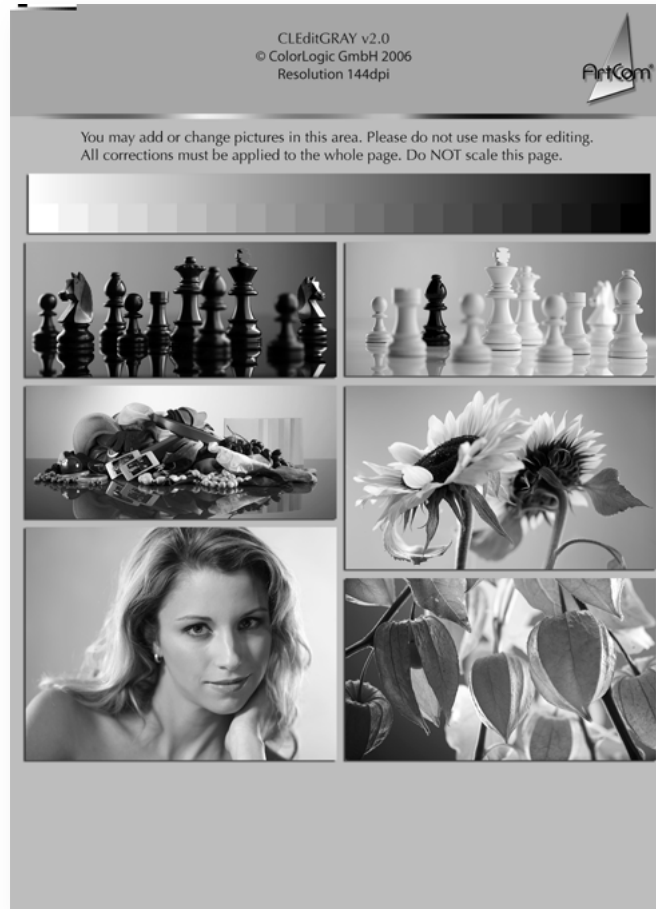 CLEditGRAY v2.0
© ColorLogic GmbH 2006
Resolution 144dpi
ArtCom®
You may add or change pictures in this area. Please do not use masks for editing.
All corrections must be applied to the whole page. Do NOT scale this page.